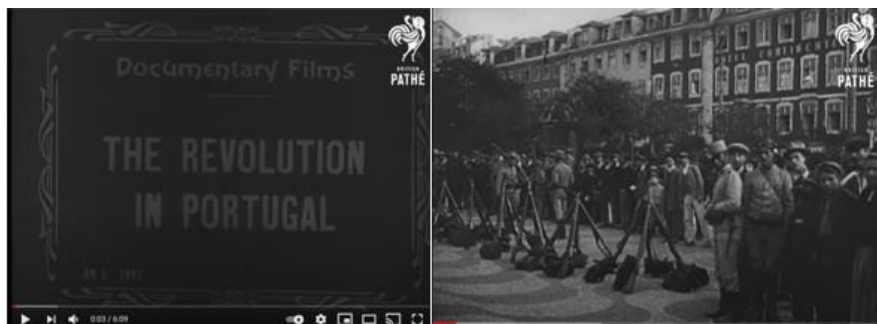 Documentary Films
THE REVOLUTION
IN PORTUGAL
BRITISH
PATHÉ
0:03 / 6:09
PATHÉ